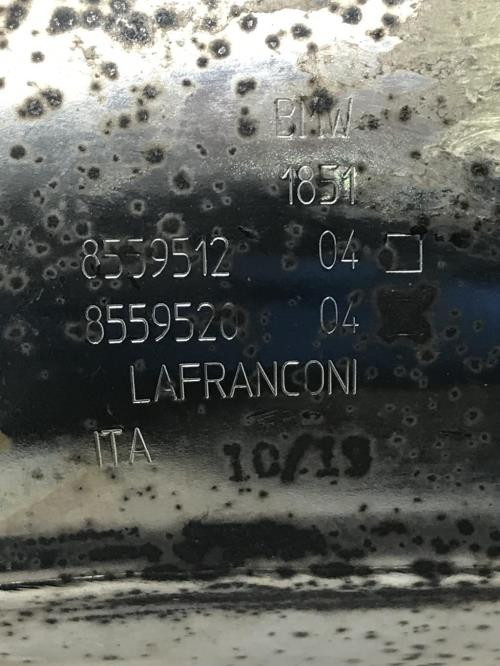 BMW
1851
8559512 04 □
8559520 04
LAFRANCONI
ITA 10/19